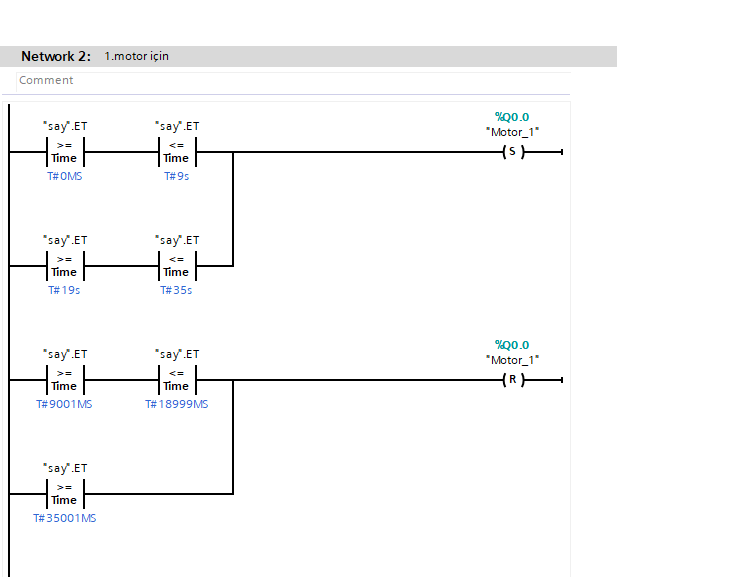 Network 2: 1.motor için
Comment
%Q0.0
"say".ET "say".ET "Motor_1"
>= <= S
Time Time
T#0MS T#9s
"say".ET "say".ET
>= <=
Time Time
T#19s T#35s
%Q0.0
"say".ET "say".ET "Motor_1"
>= <= R
Time Time
T#9001MS T#18999MS
"say".ET
>=
Time
T#35001MS